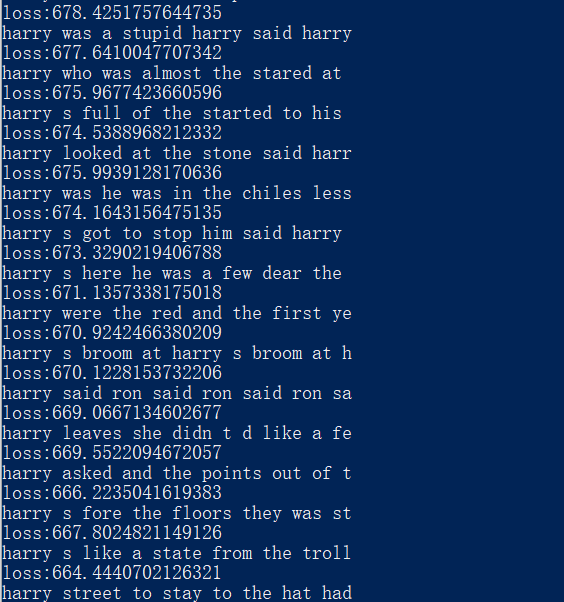 loss:678.4251757644735
harry was a stupid harry said harry
loss:677.6410047707342
harry who was almost the stared at
loss:675.9677423660596
harry s full of the started to his
loss:674.5388968212332
harry looked at the stone said harr
loss:675.9939128170636
harry was he was in the chiles less
loss:674.1643156475135
harry s got to stop him said harry
loss:673.3290219406788
harry s here he was a few dear the
loss:671.1357338175018
harry were the red and the first ye
loss:670.9242466380209
harry s broom at harry s broom at h
loss:670.1228153732206
harry said ron said ron said ron sa
loss:669.0667134602677
harry leaves she didn t d like a fe
loss:669.5522094672057
harry asked and the points out of t
loss:666.2235041619383
harry s fore the floors they was st
loss:667.8024821149126
harry s like a state from the troll
loss:664.4440702126321
harry street to stay to the hat had